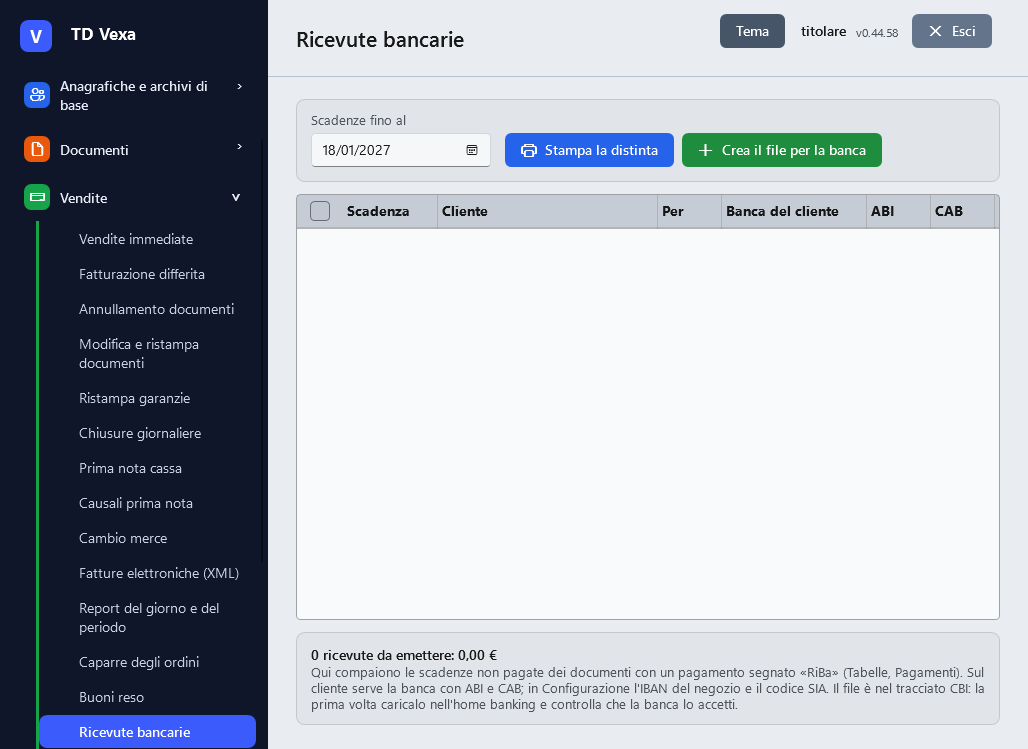 V
TD Vexa
Anagrafiche e archivi di
base
Documenti
Vendite
Vendite immediate
Fatturazione differita
Annullamento documenti
Modifica e ristampa
documenti
Ristampa garanzie
Chiusure giornaliere
Prima nota cassa
Causali prima nota
Cambio merce
Fatture elettroniche (XML)
Report del giorno e del
periodo
Caparre degli ordini
Buoni reso
Ricevute bancarie
Ricevute bancarie
Tema
titolare v0.44.58
Esci
Scadenze fino al
18/01/2027
Stampa la distinta
Crea il file per la banca
Scadenza Cliente Per Banca del cliente ABI CAB
0 ricevute da emettere: 0,00 €
Qui compaiono le scadenze non pagate dei documenti con un pagamento segnato «RiBa» (Tabelle, Pagamenti). Sul
cliente serve la banca con ABI e CAB; in Configurazione l'IBAN del negozio e il codice SIA. Il file è nel tracciato CBI: la
prima volta caricalo nell'home banking e controlla che la banca lo accetti.